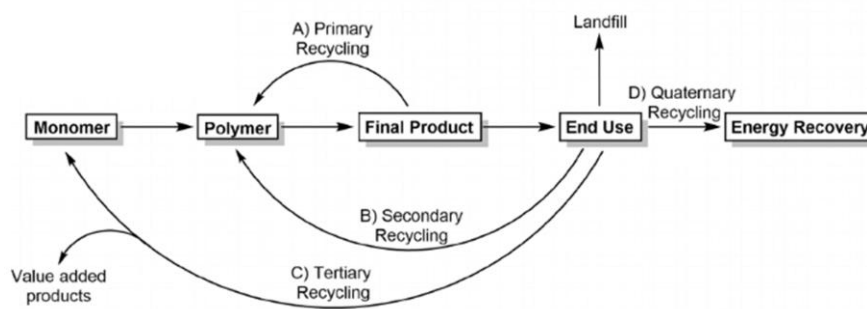 A) Primary
Recycling
Landfill
D) Quaternary
Recycling
Monomer
Polymer
Final Product
End Use
Energy Recovery
B) Secondary
Recycling
C) Tertiary
Recycling
Value added
products